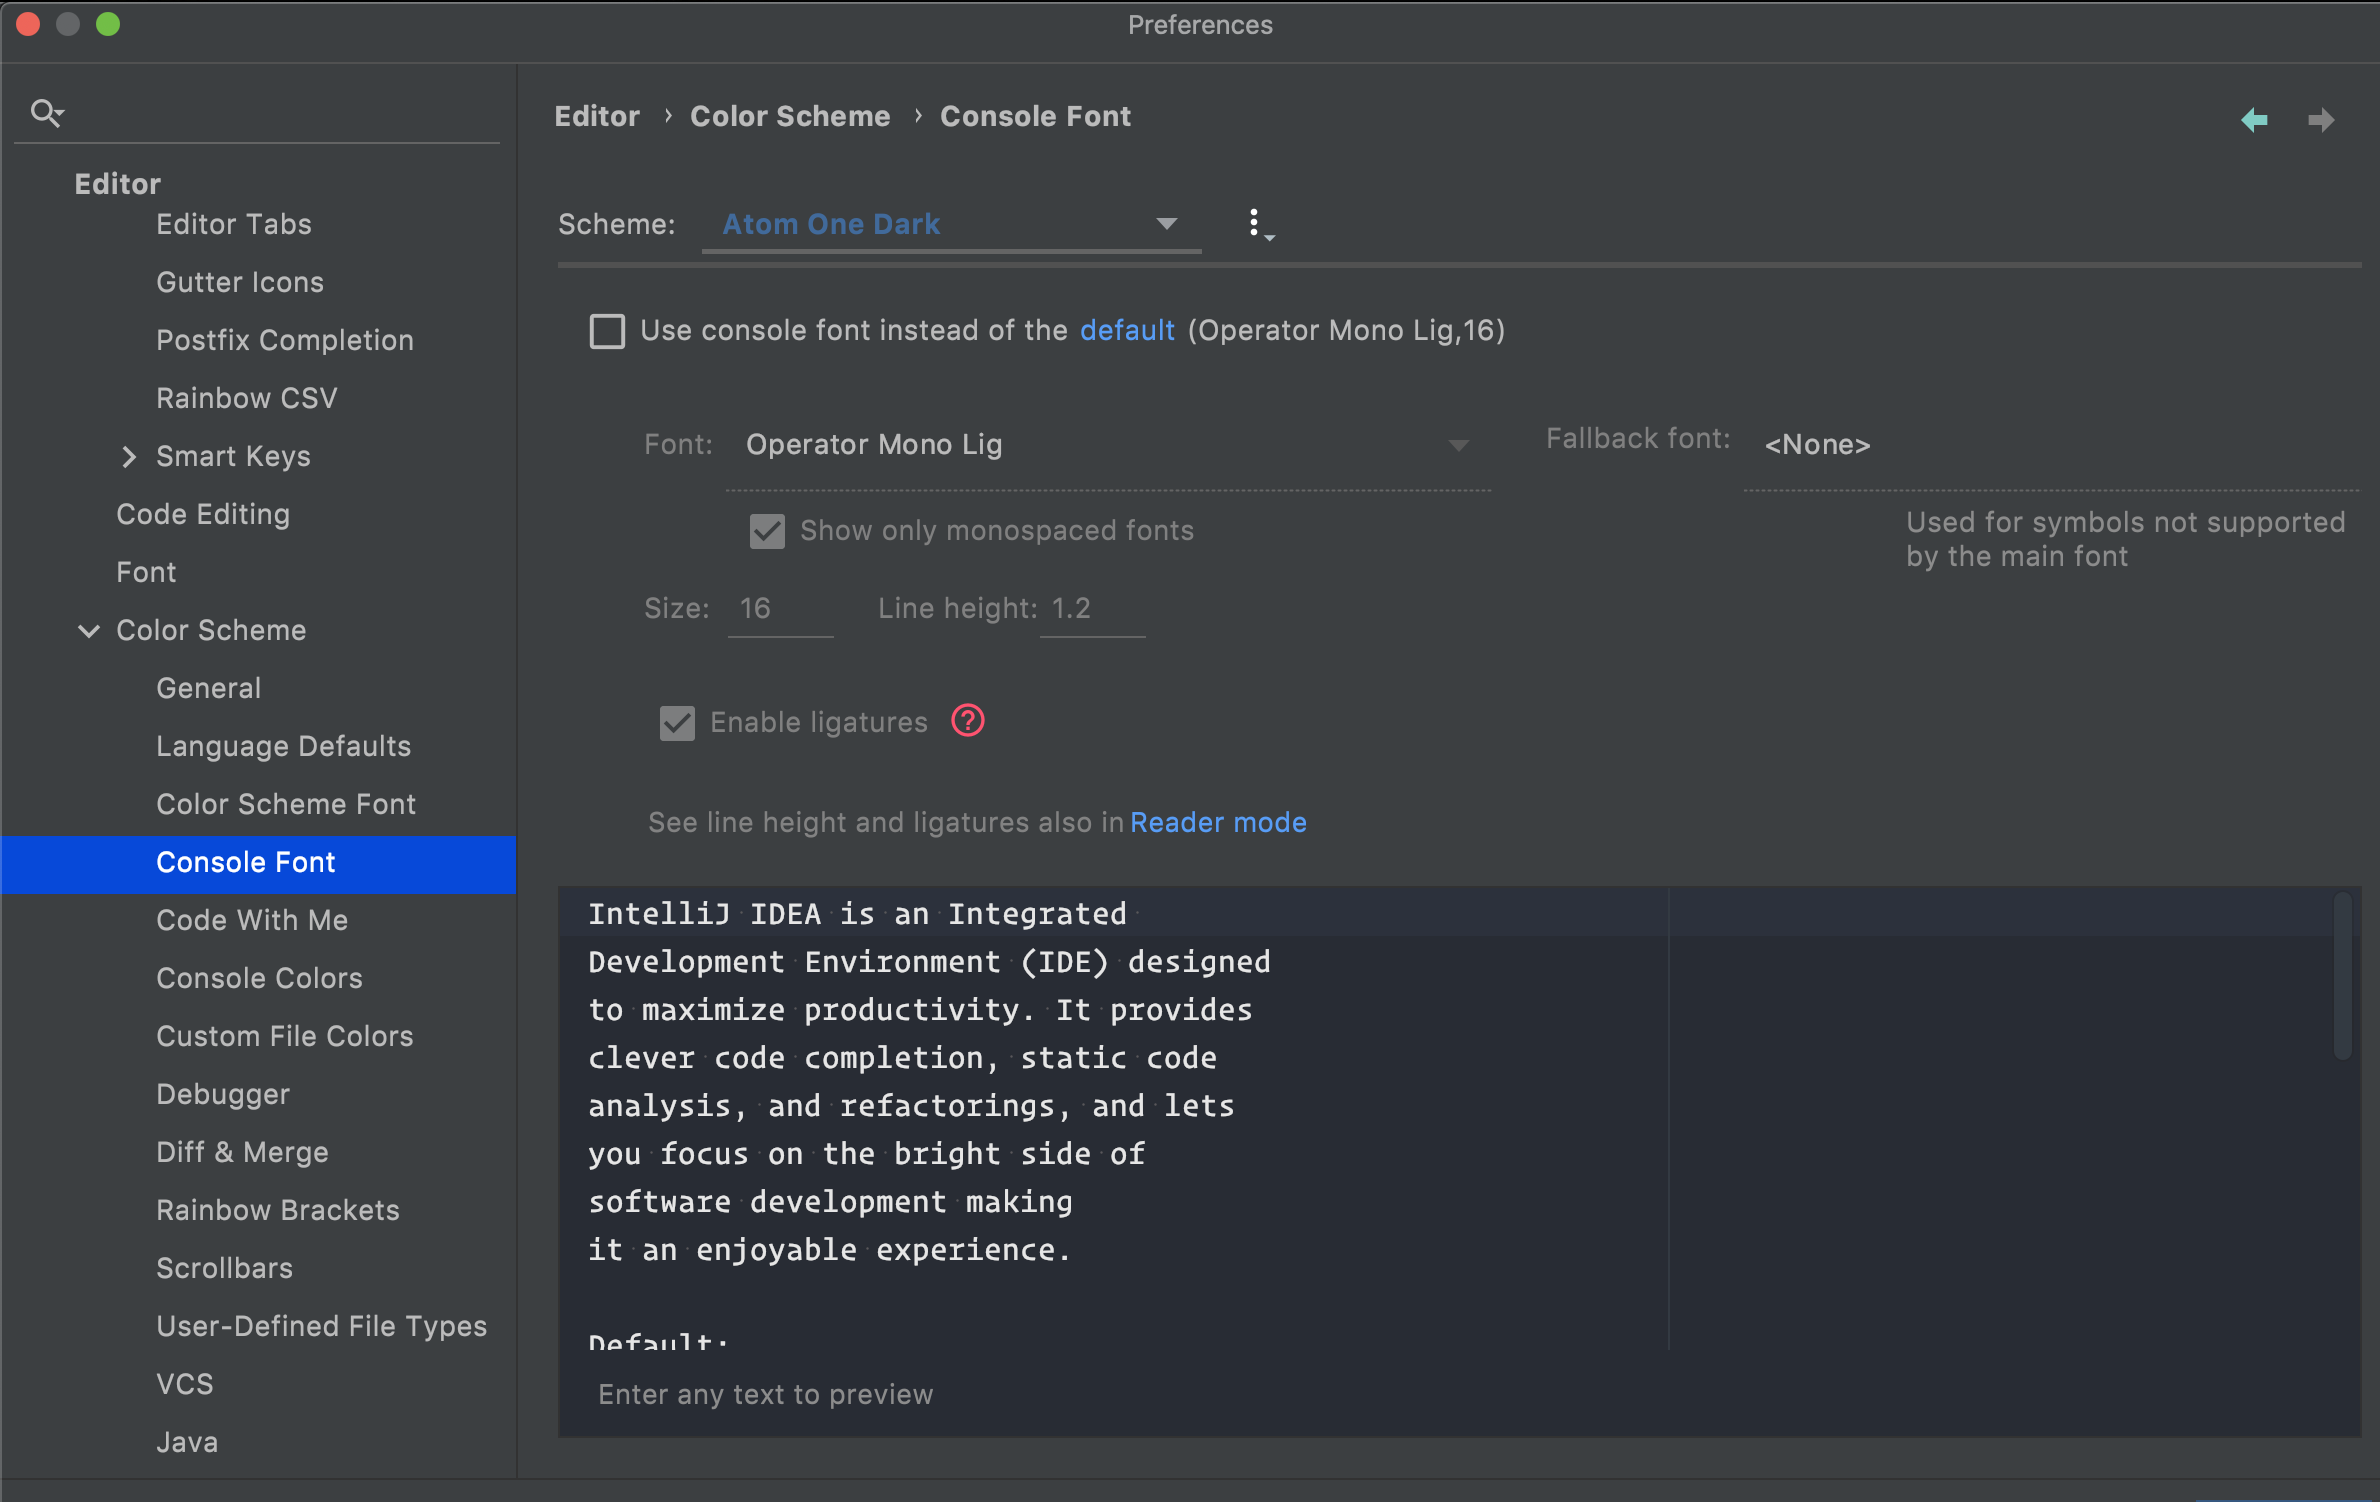 Preferences
Editor
Editor Tabs
Gutter Icons
Postfix Completion
Rainbow CSV
Smart Keys
Code Editing
Font
Color Scheme
General
Language Defaults
Color Scheme Font
Console Font
Code With Me
Console Colors
Custom File Colors
Debugger
Diff & Merge
Rainbow Brackets
Scrollbars
User-Defined File Types
VCS
Java
Editor › Color Scheme › Console Font
Scheme: Atom One Dark
Use console font instead of the default (Operator Mono Lig,16)
Font: Operator Mono Lig
Fallback font: <None>
Show only monospaced fonts
Used for symbols not supported
by the main font
Size: 16 Line height: 1.2
Enable ligatures ?
See line height and ligatures also in Reader mode
IntelliJ IDEA is an Integrated
Development Environment (IDE) designed
to maximize productivity. It provides
clever code completion, static code
analysis, and refactorings, and lets
you focus on the bright side of
software development making
it an enjoyable experience.
Default:
Enter any text to preview